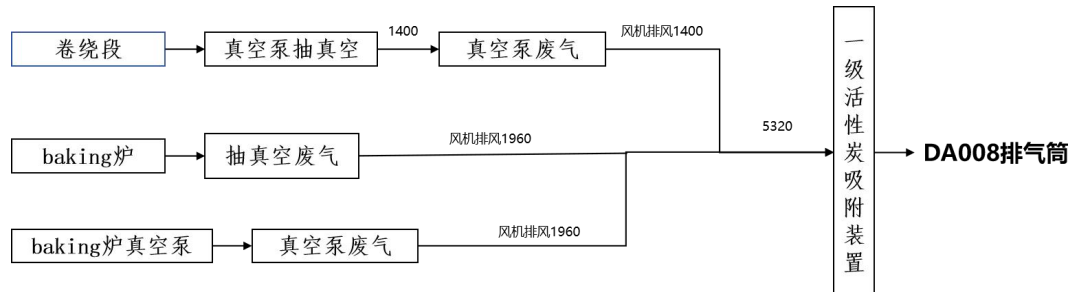 卷绕段
真空泵抽真空
1400
真空泵废气
风机排风1400
baking炉
抽真空废气
风机排风1960
5320
baking炉真空泵
真空泵废气
风机排风1960
一级活性炭吸附装置
DA008排气筒